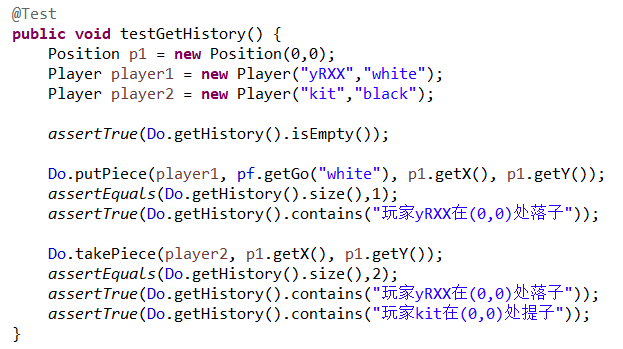 @Test
public void testGetHistory() {
    Position p1 = new Position(0,0);
    Player player1 = new Player("yRXX","white");
    Player player2 = new Player("kit","black");

    assertTrue(Do.getHistory().isEmpty());

    Do.putPiece(player1, pf.getGo("white"), p1.getX(), p1.getY());
    assertEquals(Do.getHistory().size(),1);
    assertTrue(Do.getHistory().contains("玩家yRXX在(0,0)处落子"));

    Do.takePiece(player2, p1.getX(), p1.getY());
    assertEquals(Do.getHistory().size(),2);
    assertTrue(Do.getHistory().contains("玩家yRXX在(0,0)处落子"));
    assertTrue(Do.getHistory().contains("玩家kit在(0,0)处提子"));
}